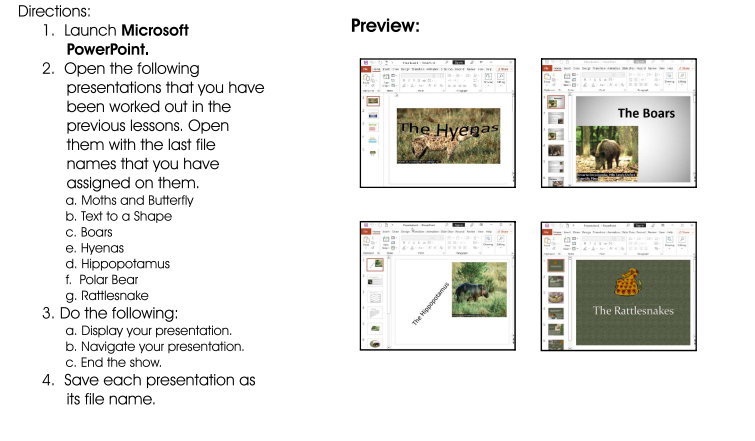 Directions:
1. Launch Microsoft
PowerPoint.
2. Open the following
presentations that you have
been worked out in the
previous lessons. Open
them with the last file
names that you have
assigned on them.
a. Moths and Butterfly
b. Text to a Shape
c. Boars
e. Hyenas
d. Hippopotamus
f. Polar Bear
g. Rattlesnake
3. Do the following:
a. Display your presentation.
b. Navigate your presentation.
c. End the show.
4. Save each presentation as
its file name.
Preview:
The Hyenas
The Boars
The Hippopotamus
The Rattlesnakes